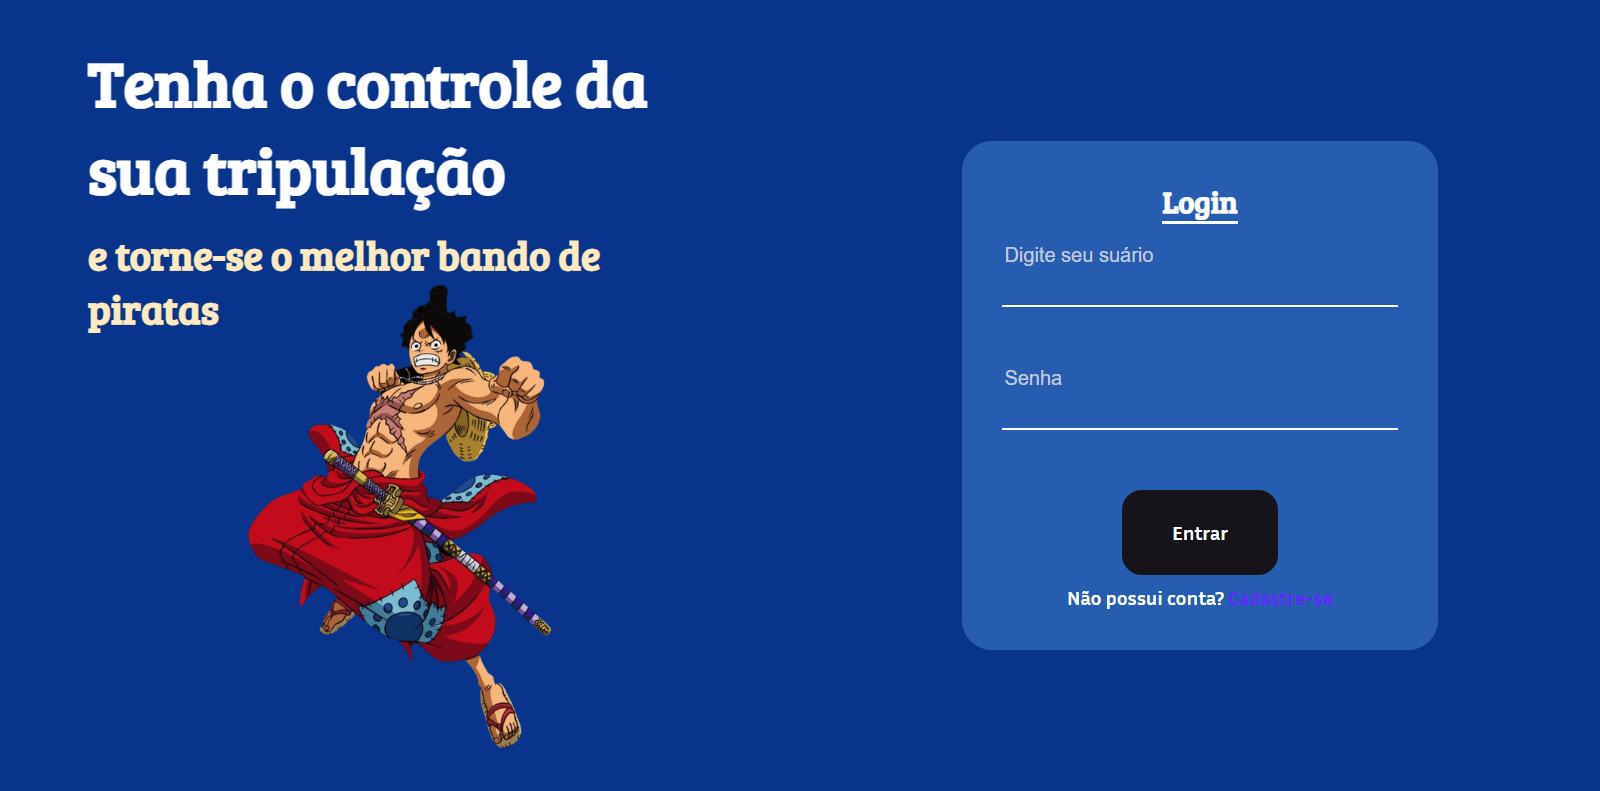 Tenha o controle da
sua tripulação
e torne-se o melhor bando de
piratas
Login
Digite seu suário
Senha
Entrar
Não possui conta? Cadastre-se